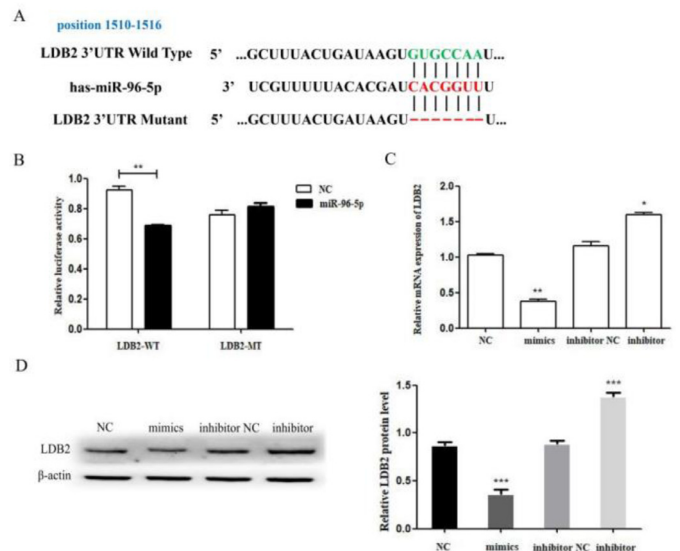 A
position 1510-1516
LDB2 3'UTR Wild Type 5' ...GCUUUACUGAUAAGUGUGCCAAU...
has-miR-96-5p 3' UCGUUUUUACACGAUCACGGUUU
LDB2 3'UTR Mutant 5' ...GCUUUACUGAUAAGU-------U...
B
**
NC
miR-96-5p
Relative luciferase activity
1.0
0.8
0.6
0.4
0.2
0.0
LDB2-WT LDB2-MT
C
Relative mRNA expression of LDB2
2.0
1.5
1.0
0.5
0.0
**
*
NC mimics inhibitor NC inhibitor
D
NC mimics inhibitor NC inhibitor
LDB2
β-actin
Relative LDB2 protein level
1.5
1.0
0.5
0.0
***
***
NC mimics inhibitor NC inhibitor